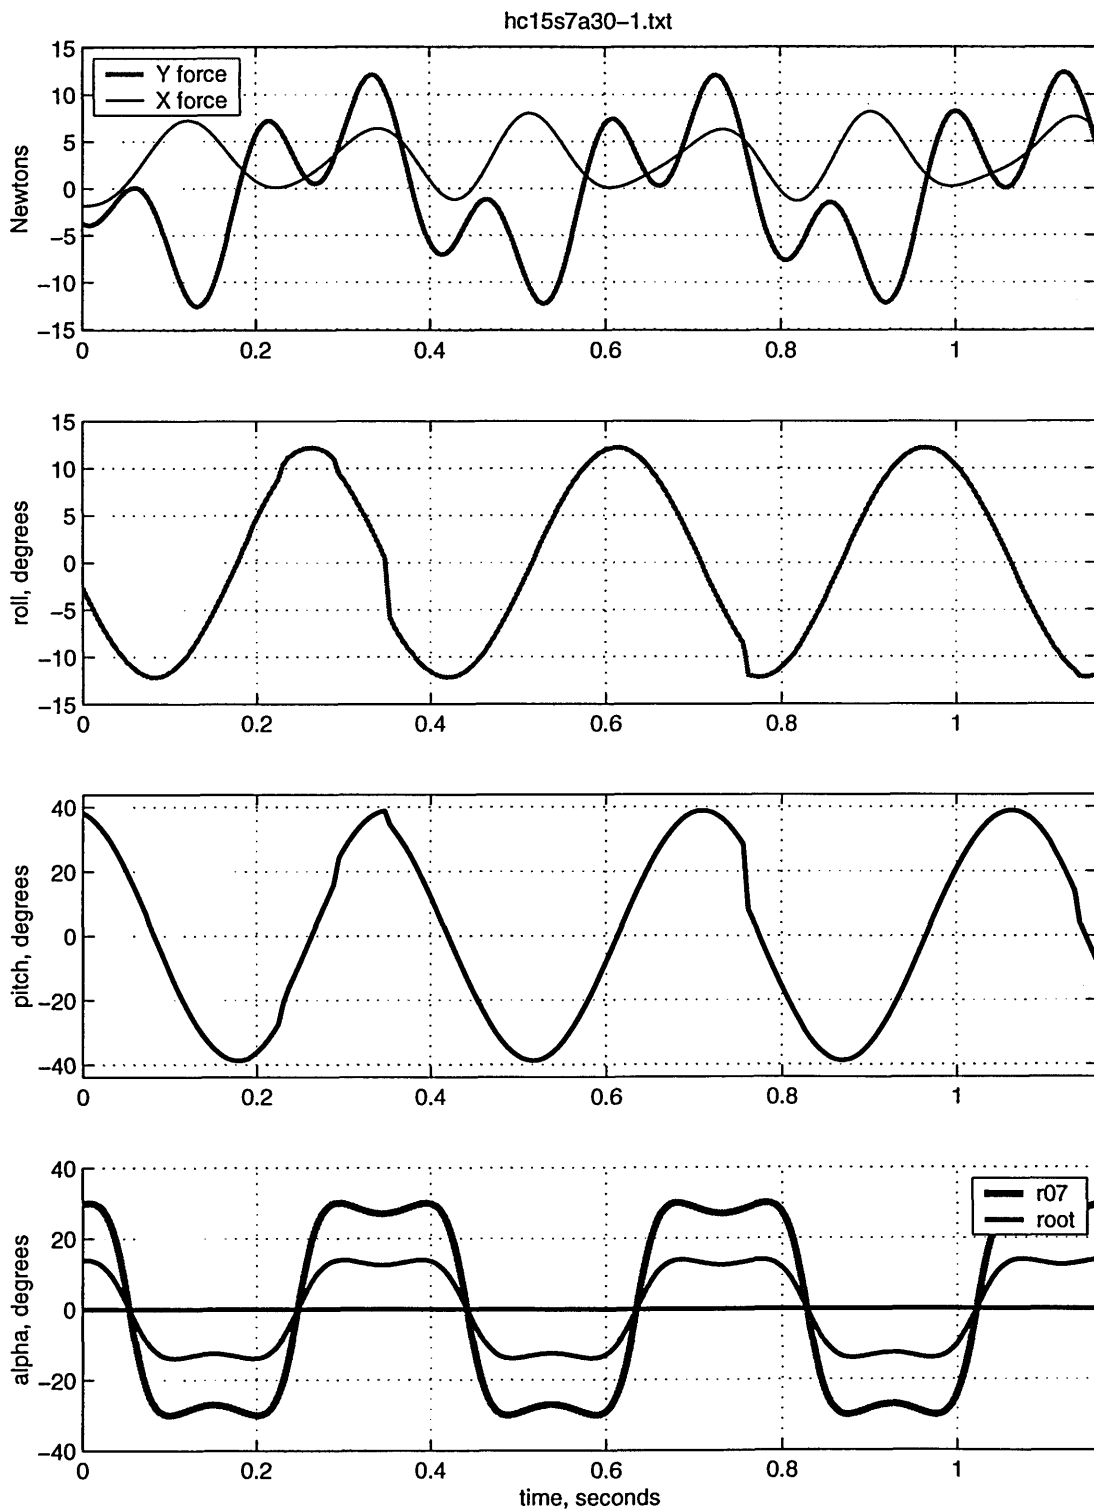 hc15s7a30−1.txt
15
10
5
0
−5
−10
−15
Newtons
Y force
X force
0 0.2 0.4 0.6 0.8 1
15
10
5
0
−5
−10
−15
roll, degrees
0 0.2 0.4 0.6 0.8 1
40
20
0
−20
−40
pitch, degrees
0 0.2 0.4 0.6 0.8 1
40
20
0
−20
−40
alpha, degrees
r07
root
0 0.2 0.4 0.6 0.8 1
time, seconds